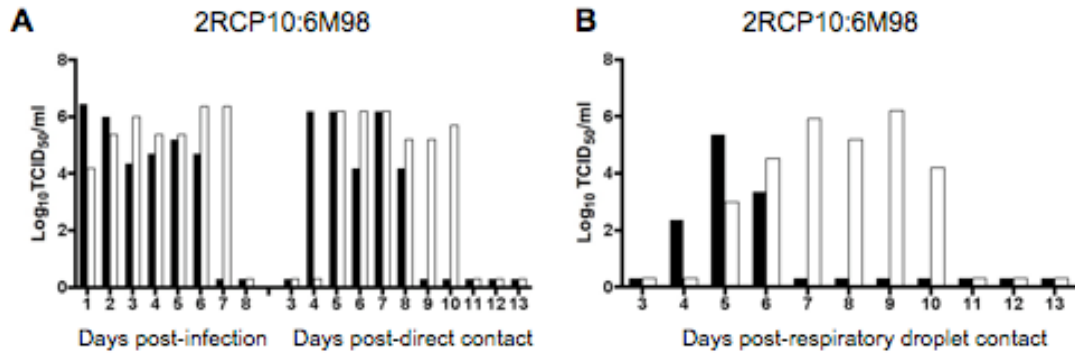 A
2RCP10:6M98
Log₁₀TCID₅₀/ml
8
6
4
2
0
1 2 3 4 5 6 7 8 3 4 5 6 7 8 9 10 11 12 13
Days post-infection Days post-direct contact
B
2RCP10:6M98
Log₁₀ TCID₅₀/ml
8
6
4
2
0
3 4 5 6 7 8 9 10 11 12 13
Days post-respiratory droplet contact